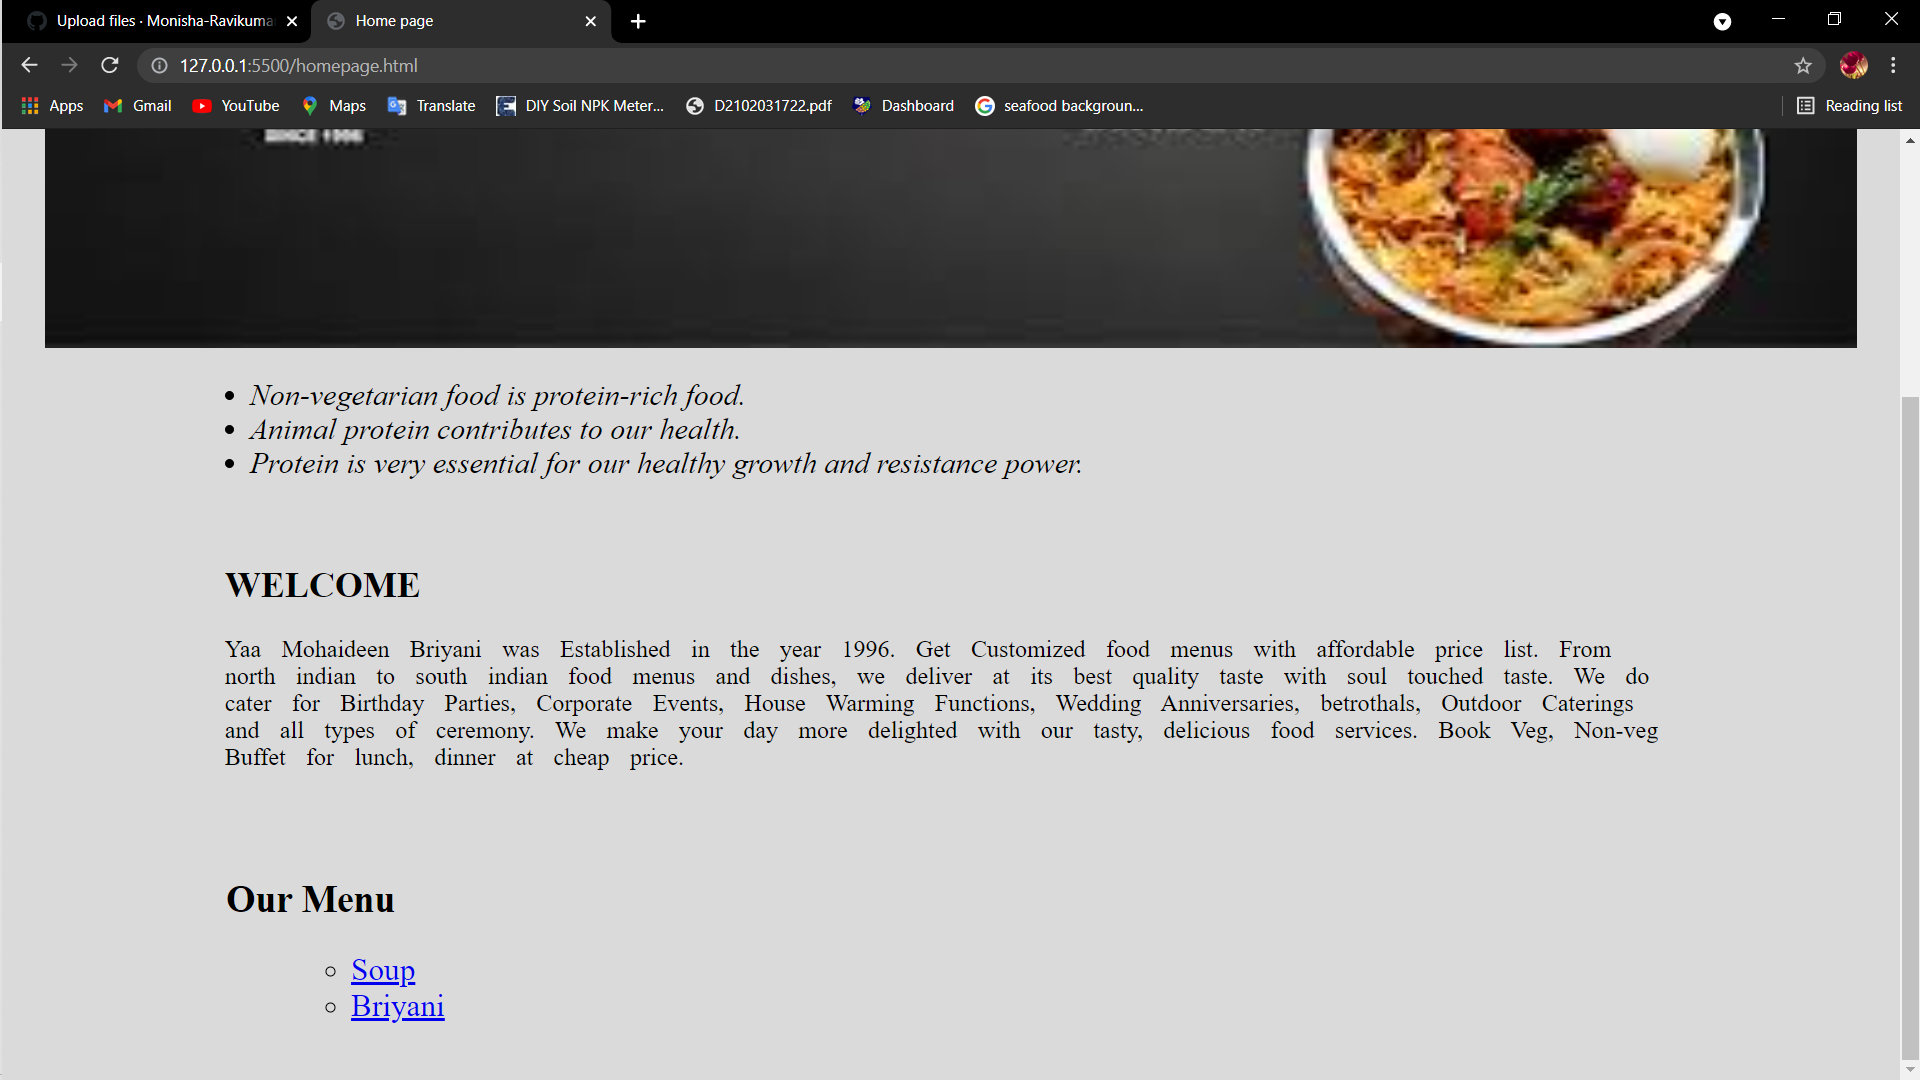 Upload files · Monisha-Ravikuma
Home page
127.0.0.1:5500/homepage.html
Apps
Gmail
YouTube
Maps
Translate
DIY Soil NPK Meter...
D2102031722.pdf
Dashboard
seafood backgroun...
Reading list
SINCE 1996
• Non-vegetarian food is protein-rich food.
• Animal protein contributes to our health.
• Protein is very essential for our healthy growth and resistance power.
WELCOME
Yaa Mohaideen Briyani was Established in the year 1996. Get Customized food menus with affordable price list. From
north indian to south indian food menus and dishes, we deliver at its best quality taste with soul touched taste. We do
cater for Birthday Parties, Corporate Events, House Warming Functions, Wedding Anniversaries, betrothals, Outdoor Caterings
and all types of ceremony. We make your day more delighted with our tasty, delicious food services. Book Veg, Non-veg
Buffet for lunch, dinner at cheap price.
Our Menu
Soup
Briyani